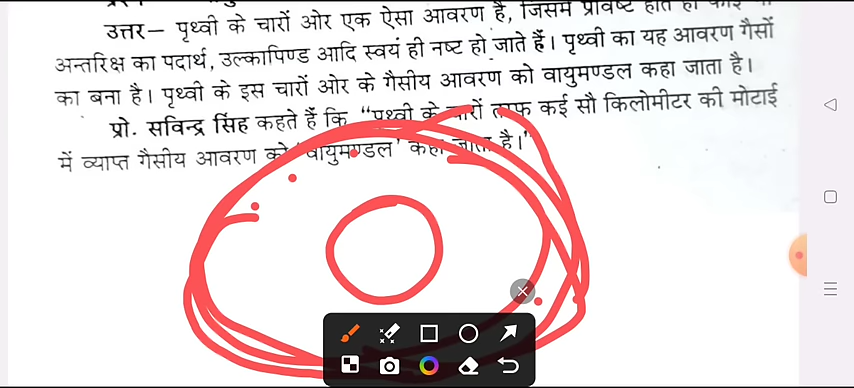 उत्तर– पृथ्वी के चारों ओर एक ऐसा आवरण है, जिसमें प्रविष्ट होते ही
अन्तरिक्ष का पदार्थ, उल्कापिण्ड आदि स्वयं ही नष्ट हो जाते हैं। पृथ्वी का यह आवरण गैसों
का बना है। पृथ्वी के इस चारों ओर के गैसीय आवरण को वायुमण्डल कहा जाता है।
प्रो. सविन्द्र सिंह कहते हैं कि “पृथ्वी के चारों तरफ कई सौ किलोमीटर की मोटाई
में व्याप्त गैसीय आवरण को ‘वायुमण्डल’ कहा जाता है।”